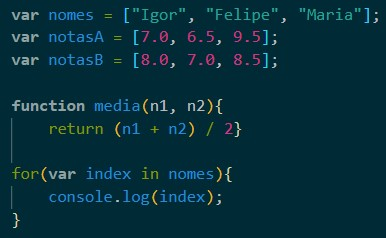 var nomes = ["Igor", "Felipe", "Maria"];
var notasA = [7.0, 6.5, 9.5];
var notasB = [8.0, 7.0, 8.5];
function media(n1, n2){
return (n1 + n2) / 2}
for(var index in nomes){
console.log(index);
}